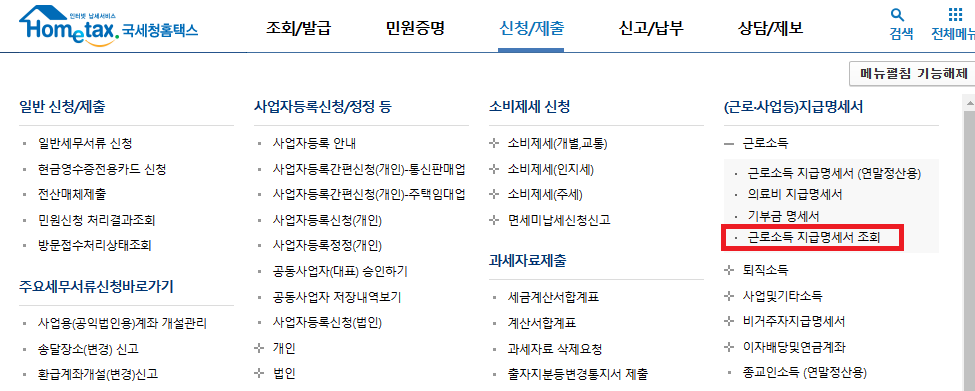 인터넷 납세서비스
Hometax. 국세청홈택스
조회/발급
민원증명
신청/제출
신고/납부
상담/제보
검색
전체메뉴
메뉴펼침 기능해제
일반 신청/제출
일반세무서류 신청
현금영수증전용카드 신청
전산매체제출
민원신청 처리결과조회
방문접수처리상태조회
주요세무서류신청바로가기
사업용(공익법인용)계좌 개설관리
송달장소(변경) 신고
환급계좌개설(변경)신고
사업자등록신청/정정 등
사업자등록 안내
사업자등록간편신청(개인)-통신판매업
사업자등록간편신청(개인)-주택임대업
사업자등록신청(개인)
사업자등록정정(개인)
공동사업자(대표) 승인하기
공동사업자 저장내역보기
사업자등록신청(법인)
개인
법인
소비제세 신청
소비제세(개별,교통)
소비제세(인지세)
소비제세(주세)
면세미납세신청신고
과세자료제출
세금계산서합계표
계산서합계표
과세자료 삭제요청
출자지분등변경통지서 제출
(근로·사업등)지급명세서
근로소득
근로소득 지급명세서 (연말정산용)
의료비 지급명세서
기부금 명세서
근로소득 지급명세서 조회
퇴직소득
사업및기타소득
비거주자지급명세서
이자배당및연금계좌
종교인소득 (연말정산용)